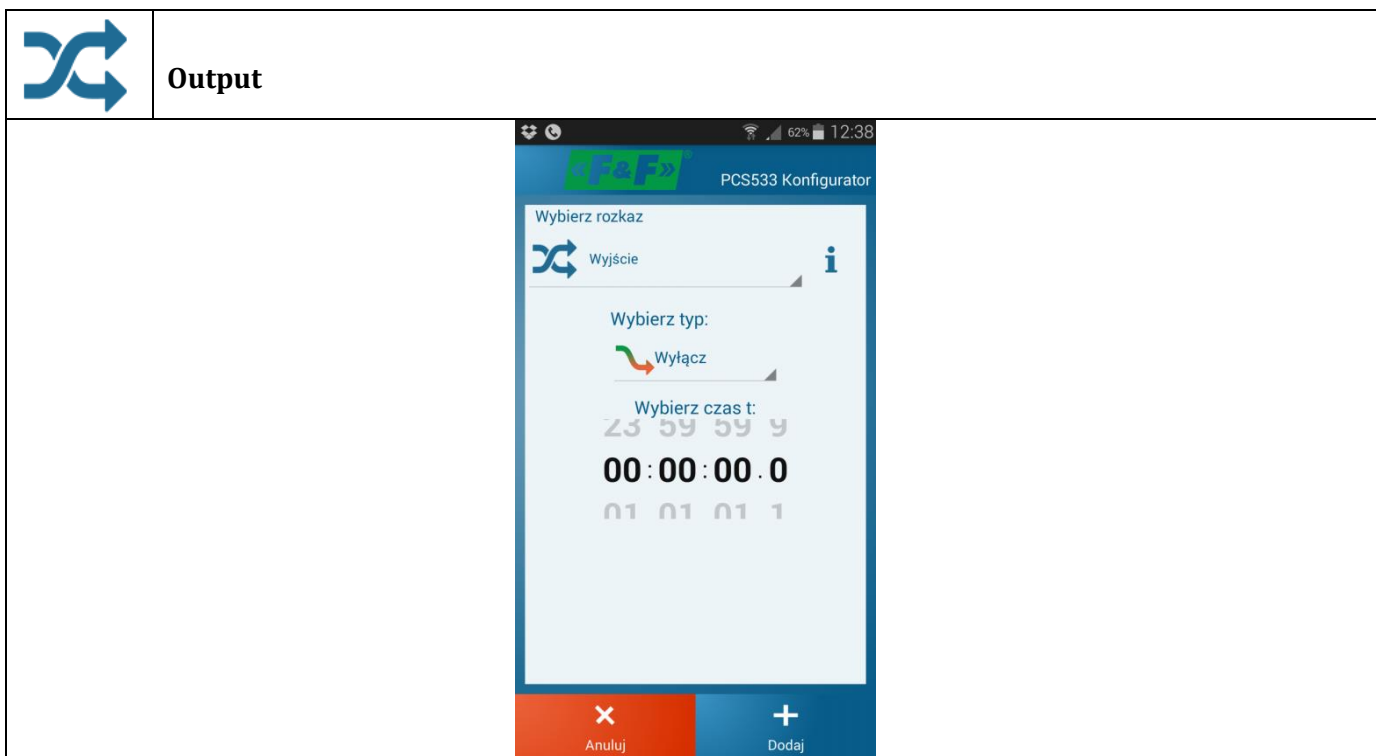 Output
62% 12:38
«F&F»®
PCS533 Konfigurator
Wybierz rozkaz
Wyjście
i
Wybierz typ:
Wyłącz
Wybierz czas t:
23 59 59 9
00:00:00.0
01 01 01 1
Anuluj
Dodaj